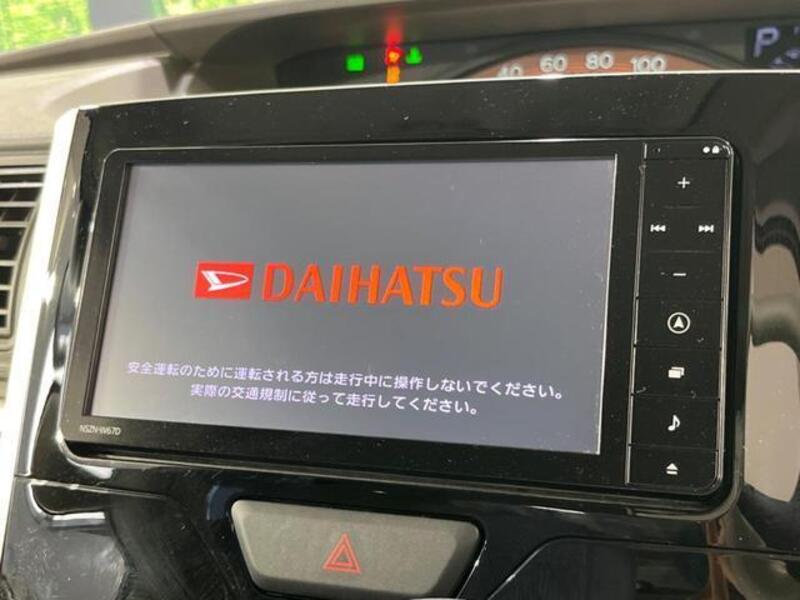 P
40 60 80 100
DAIHATSU
安全運転のために運転される方は走行中に操作しないでください。
実際の交通規制に従って走行してください。
NSZN-W67D